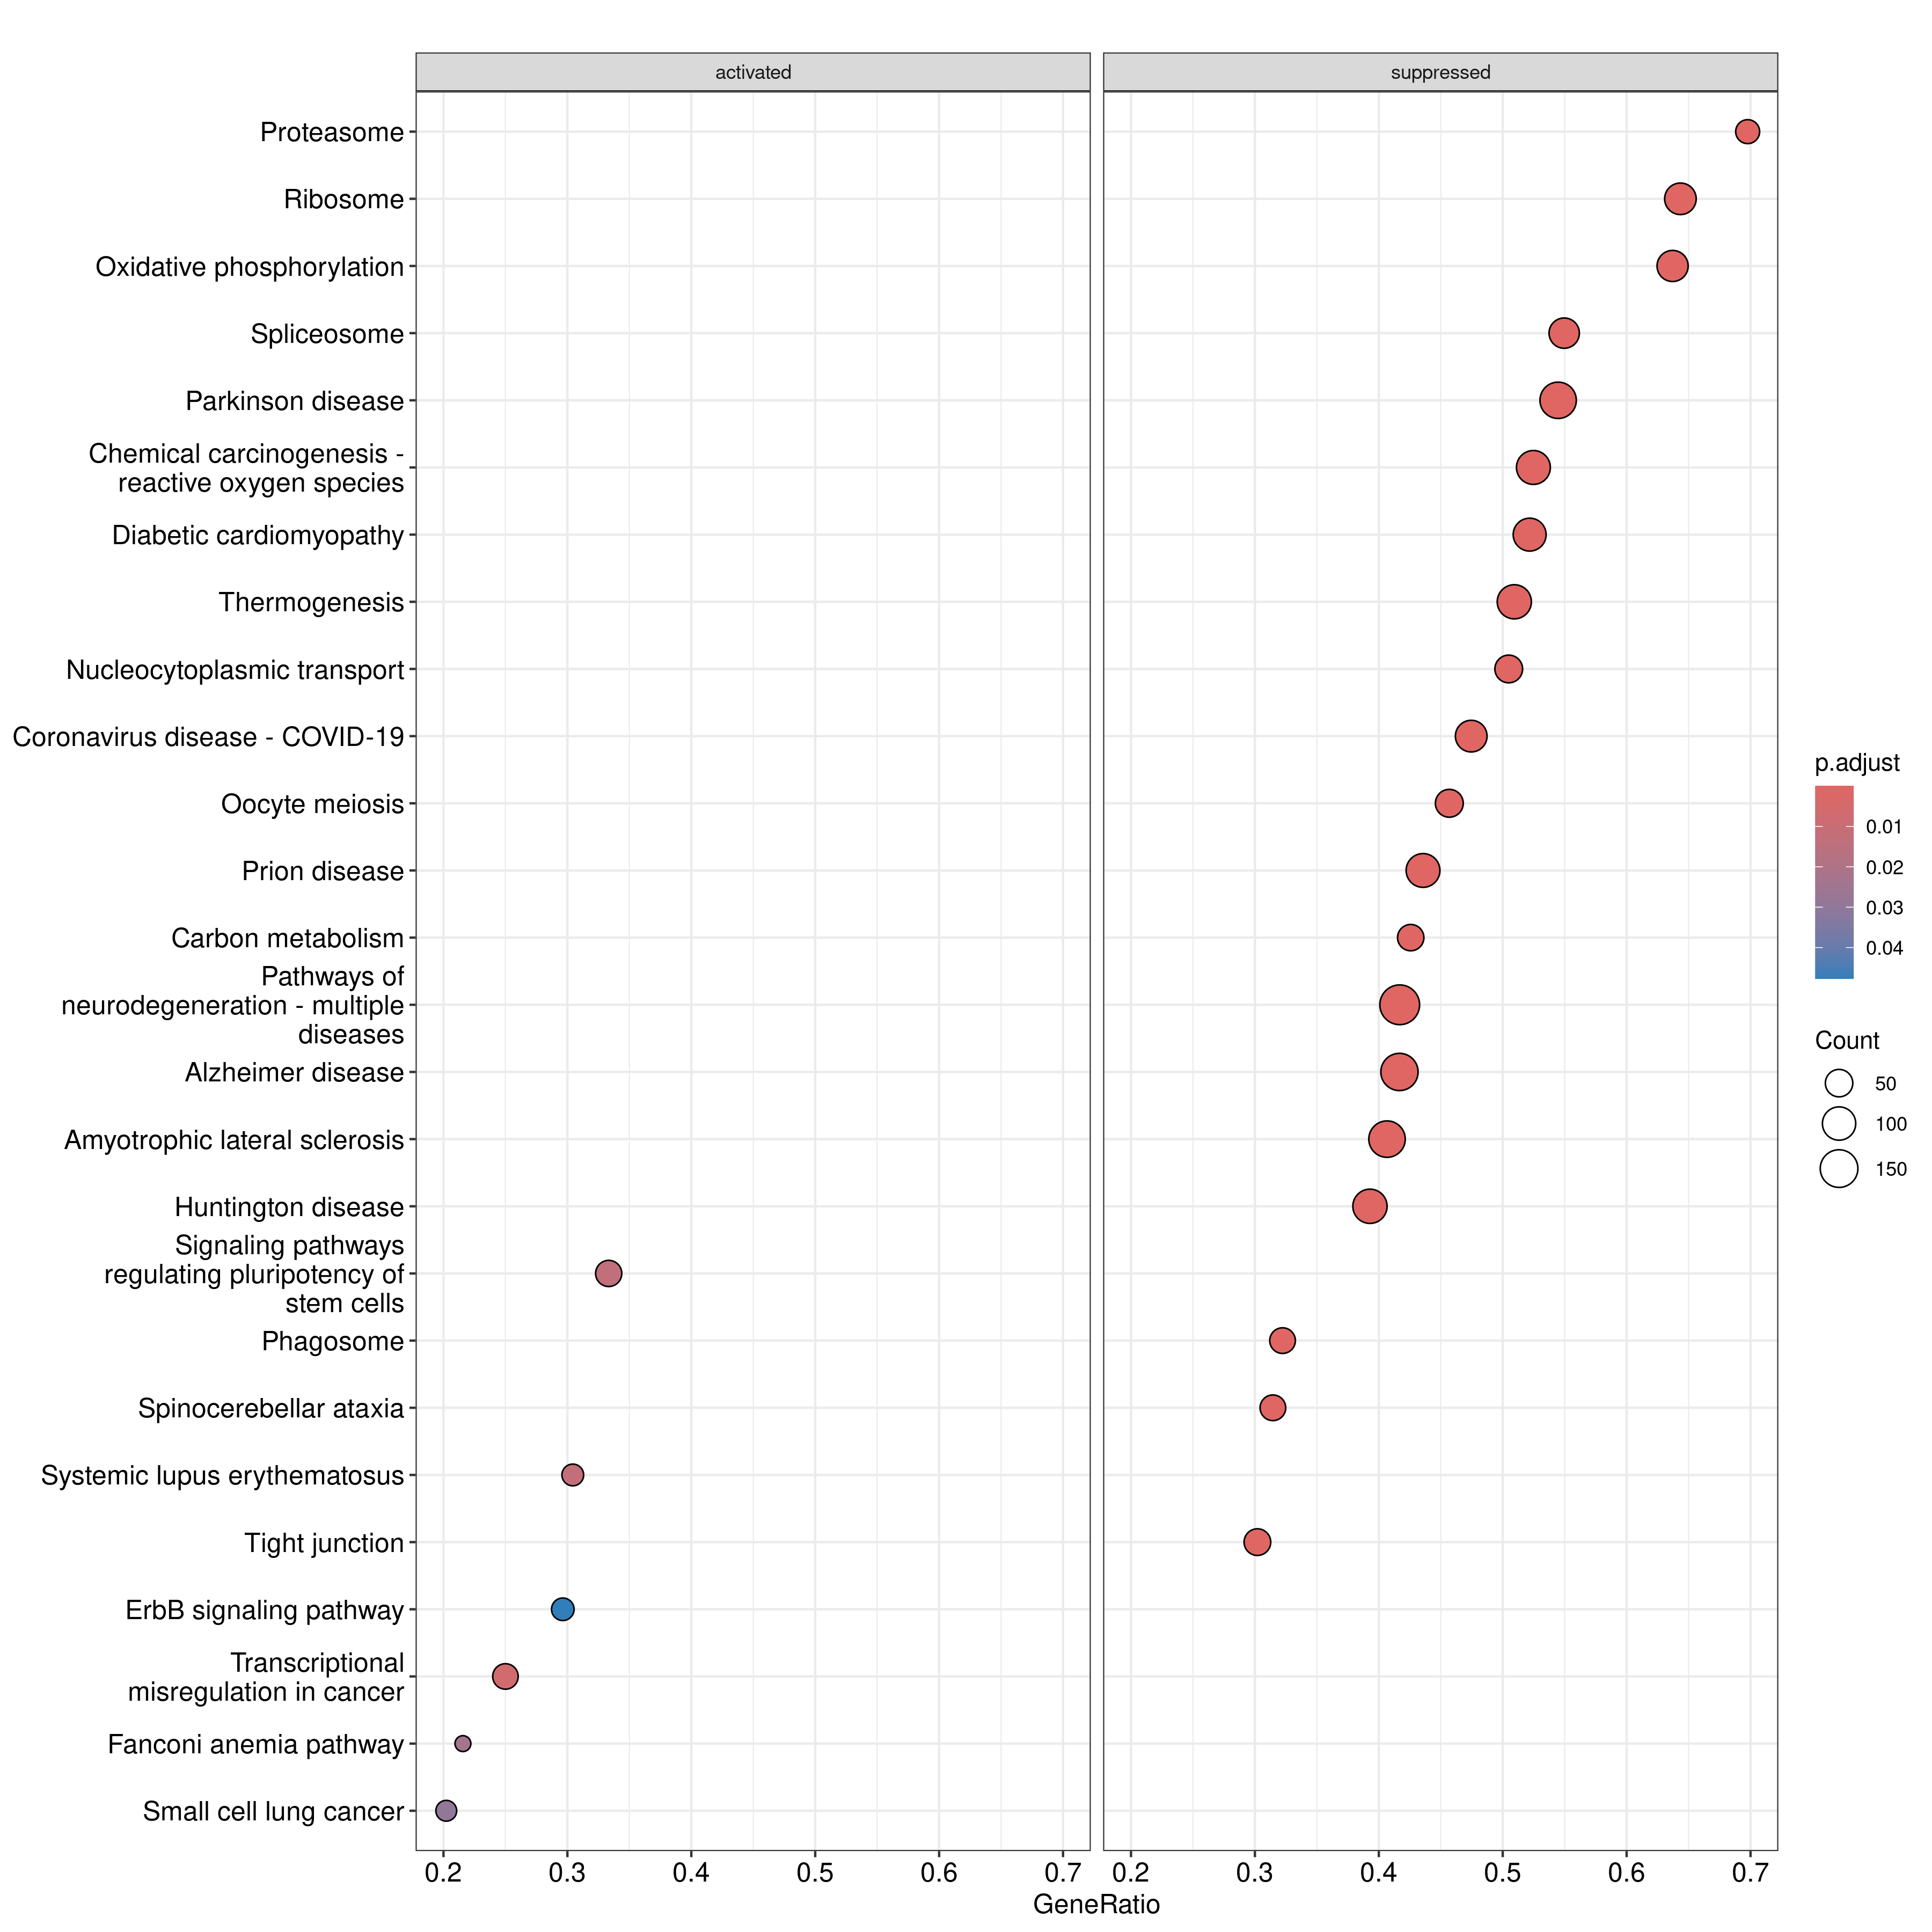 activated
suppressed
Proteasome
Ribosome
Oxidative phosphorylation
Spliceosome
Parkinson disease
Chemical carcinogenesis -
reactive oxygen species
Diabetic cardiomyopathy
Thermogenesis
Nucleocytoplasmic transport
Coronavirus disease - COVID-19
Oocyte meiosis
Prion disease
Carbon metabolism
Pathways of
neurodegeneration - multiple
diseases
Alzheimer disease
Amyotrophic lateral sclerosis
Huntington disease
Signaling pathways
regulating pluripotency of
stem cells
Phagosome
Spinocerebellar ataxia
Systemic lupus erythematosus
Tight junction
ErbB signaling pathway
Transcriptional
misregulation in cancer
Fanconi anemia pathway
Small cell lung cancer
0.2 0.3 0.4 0.5 0.6 0.7
0.2 0.3 0.4 0.5 0.6 0.7
GeneRatio
p.adjust
0.01
0.02
0.03
0.04
Count
50
100
150